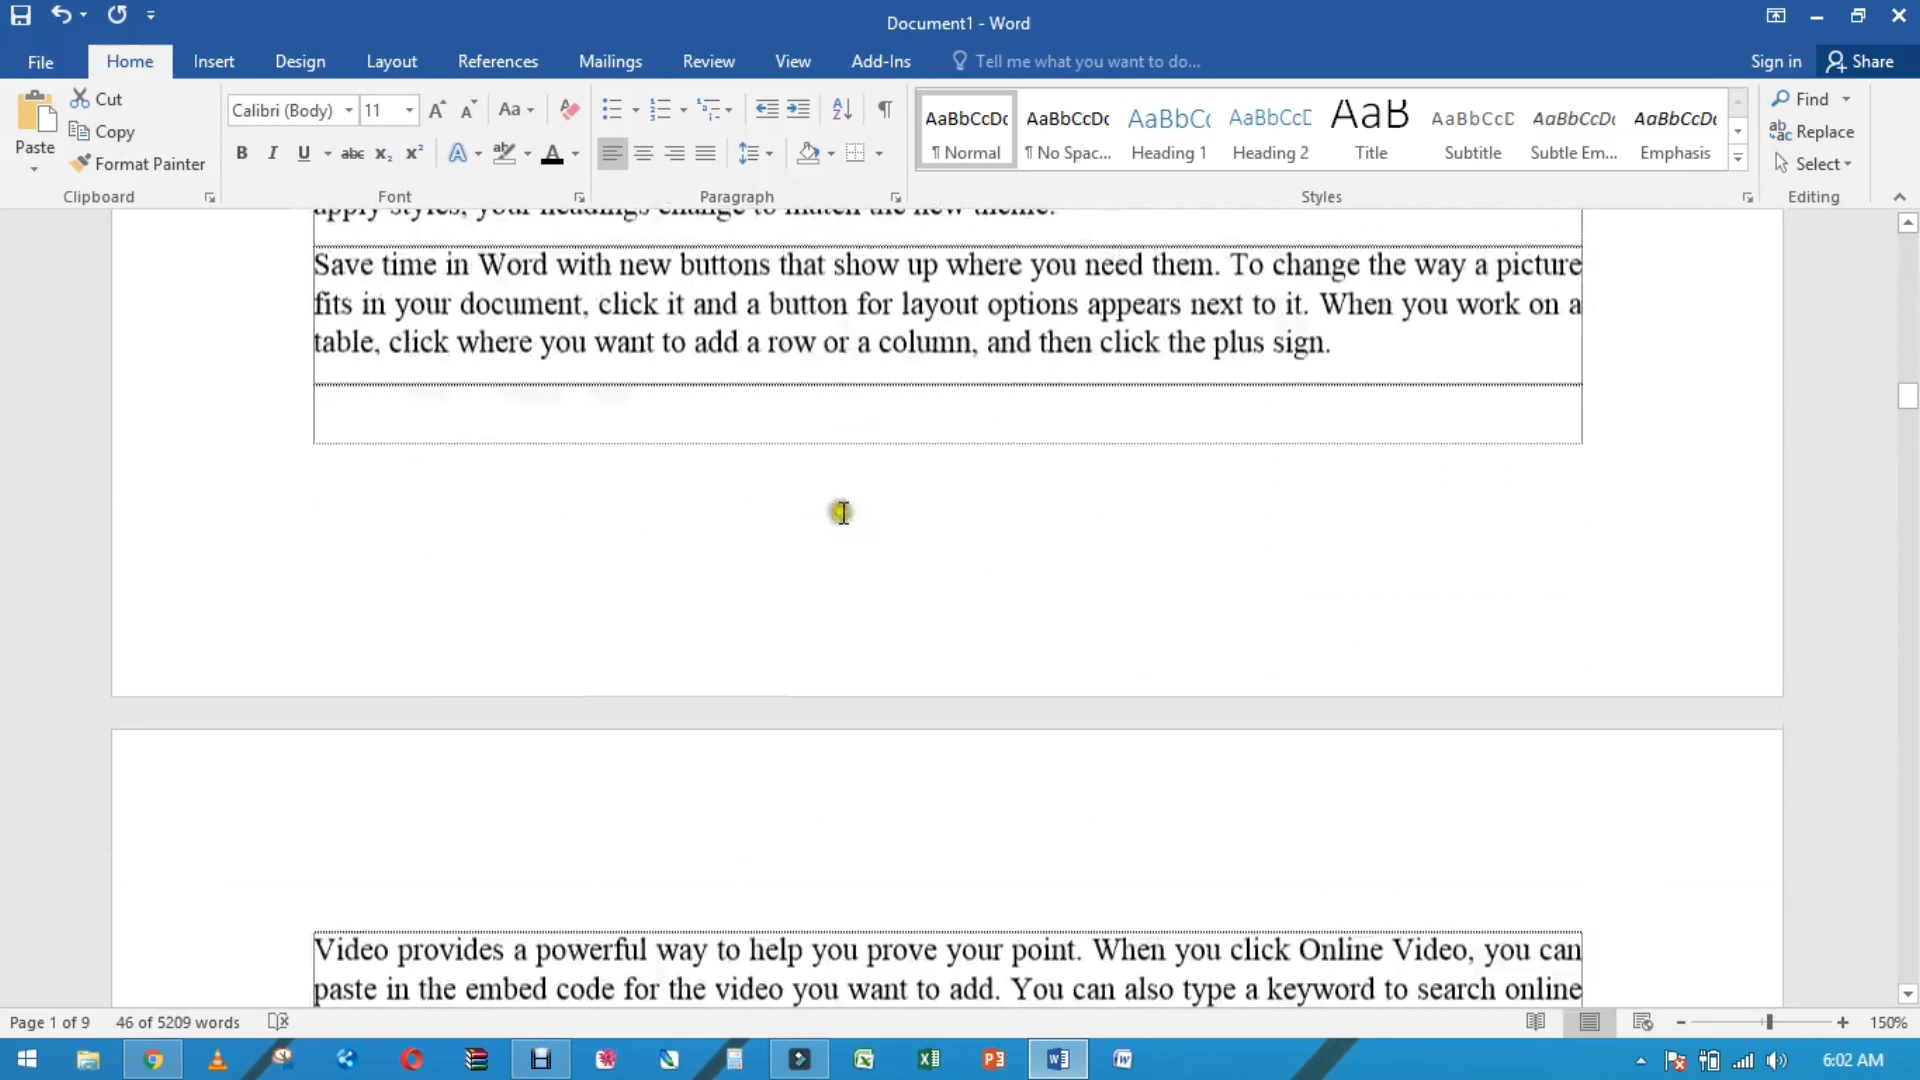 Document1 - Word
File Home Insert Design Layout References Mailings Review View Add-Ins Tell me what you want to do... Sign in Share
Paste
Cut
Copy
Format Painter
Clipboard
Calibri (Body) 11
Font
Paragraph
AaBbCcDc AaBbCcDc AaBbCc AaBbCcD AaB AaBbCcD AaBbCcDc AaBbCcDc
¶ Normal ¶ No Spac... Heading 1 Heading 2 Title Subtitle Subtle Em... Emphasis
Styles
Find
Replace
Select
Editing
apply styles, your headings change to match the new theme.
Save time in Word with new buttons that show up where you need them. To change the way a picture
fits in your document, click it and a button for layout options appears next to it. When you work on a
table, click where you want to add a row or a column, and then click the plus sign.
Video provides a powerful way to help you prove your point. When you click Online Video, you can
paste in the embed code for the video you want to add. You can also type a keyword to search online
Page 1 of 9 46 of 5209 words 150%
6:02 AM